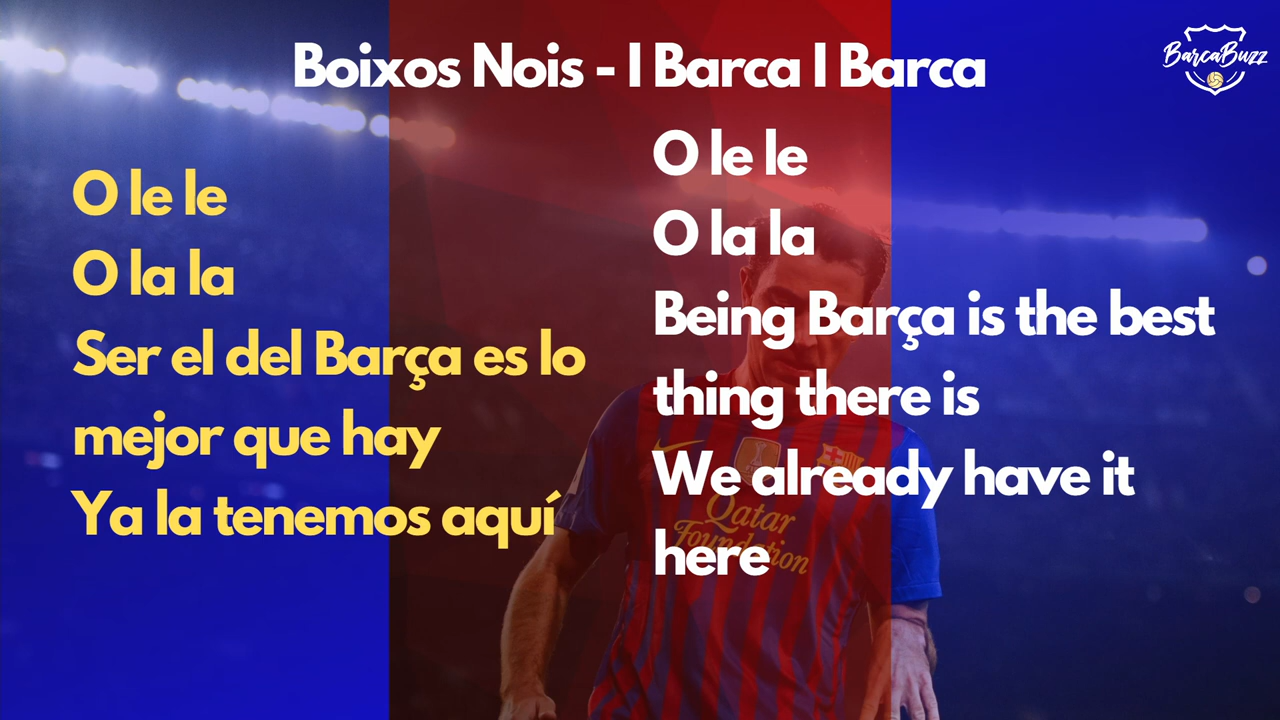 Boixos Nois - I Barca I Barca
BarcaBuzz
O le le
O la la
Ser el del Barça es lo
mejor que hay
Ya la tenemos aquí
O le le
O la la
Being Barça is the best
thing there is
We already have it
here
Qatar
Foundation